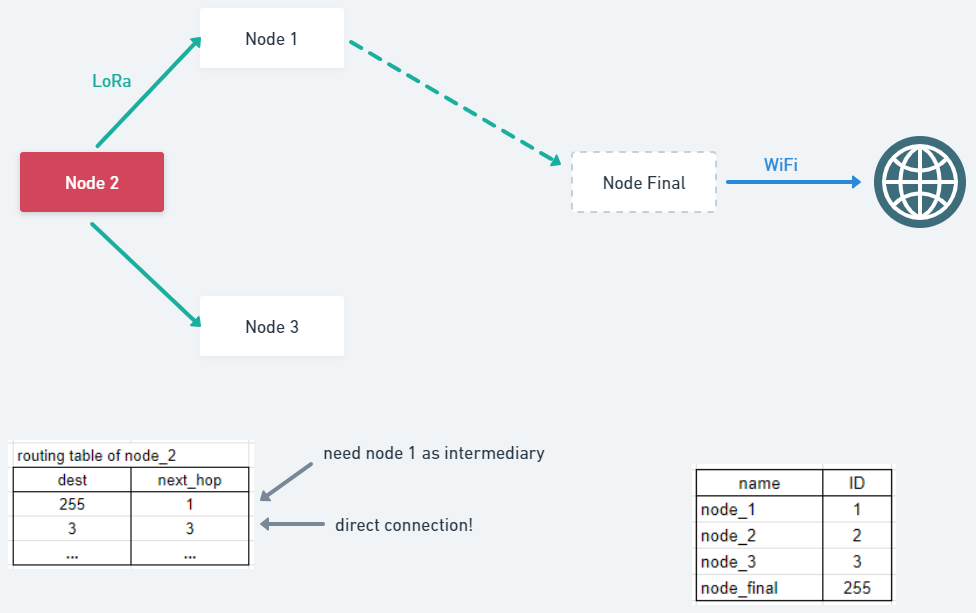 Node 1
LoRa
Node 2
Node Final
WiFi
Node 3
routing table of node_2
dest next_hop
255 1
3 3
... ...
need node 1 as intermediary
direct connection!
name ID
node_1 1
node_2 2
node_3 3
node_final 255